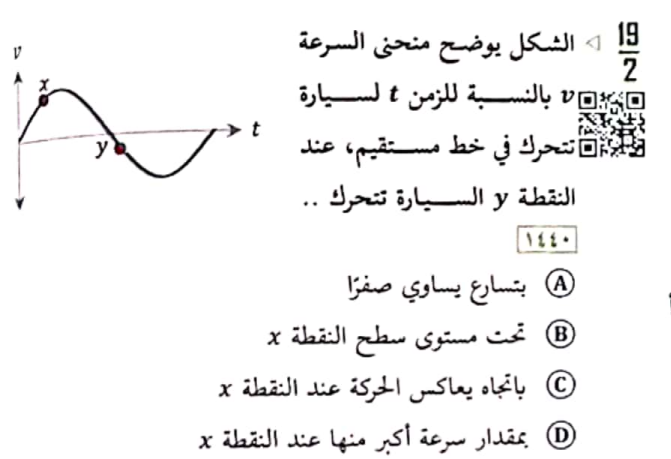 19/2 ◁ الشكل يوضح منحنى السرعة
v بالنسبة للزمن t لسيارة
تتحرك في خط مستقيم، عند
النقطة y السيارة تتحرك ..
١٤٤٠
v
x
y
t
Ⓐ بتسارع يساوي صفرًا
Ⓑ تحت مستوى سطح النقطة x
Ⓒ باتجاه يعاكس الحركة عند النقطة x
Ⓓ بمقدار سرعة أكبر منها عند النقطة x